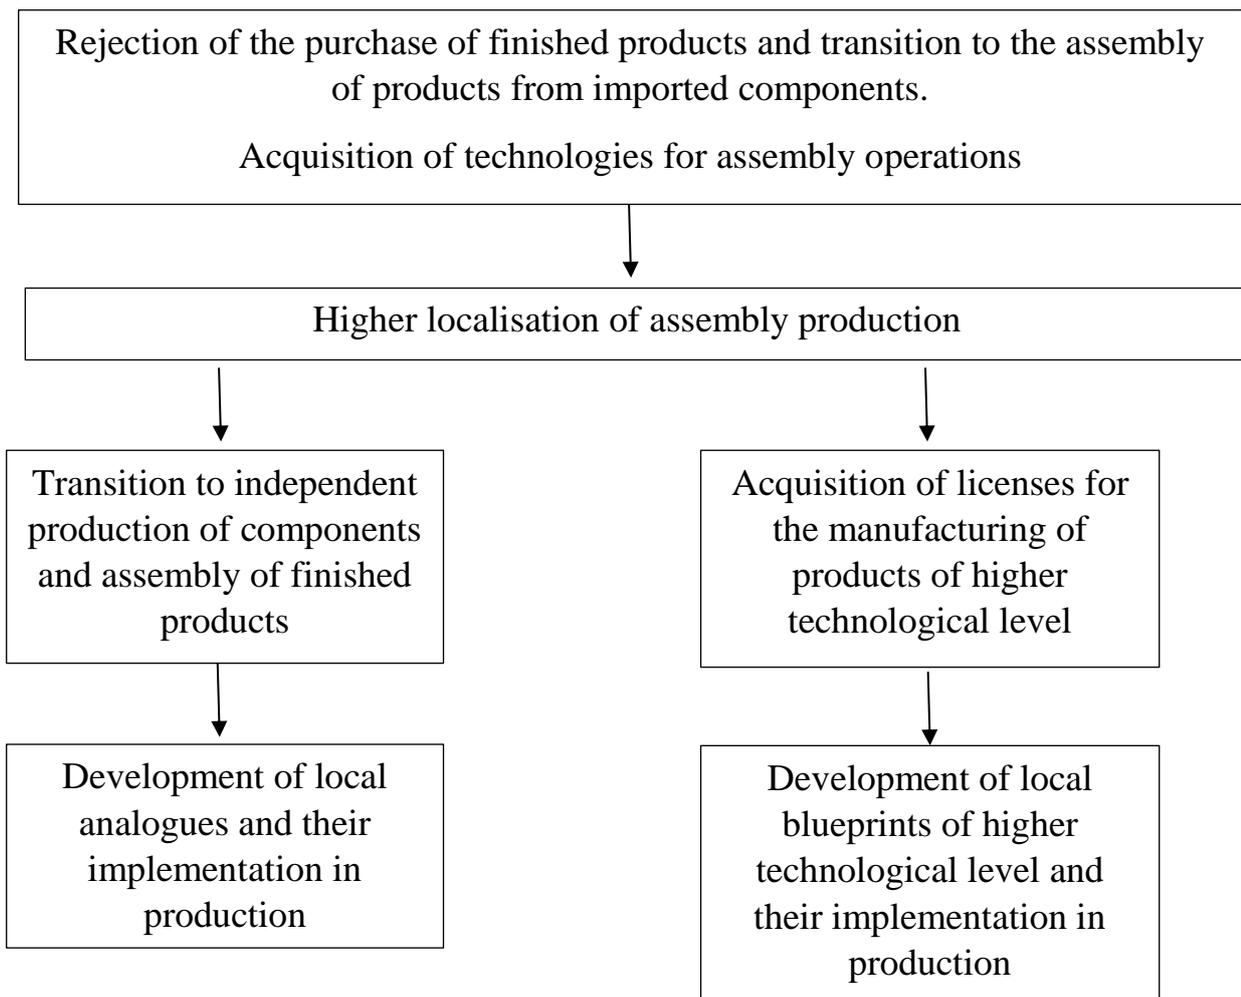 Rejection of the purchase of finished products and transition to the assembly
of products from imported components.
Acquisition of technologies for assembly operations
Higher localisation of assembly production
Transition to independent
production of components
and assembly of finished
products
Acquisition of licenses for
the manufacturing of
products of higher
technological level
Development of local
analogues and their
implementation in
production
Development of local
blueprints of higher
technological level and
their implementation in
production